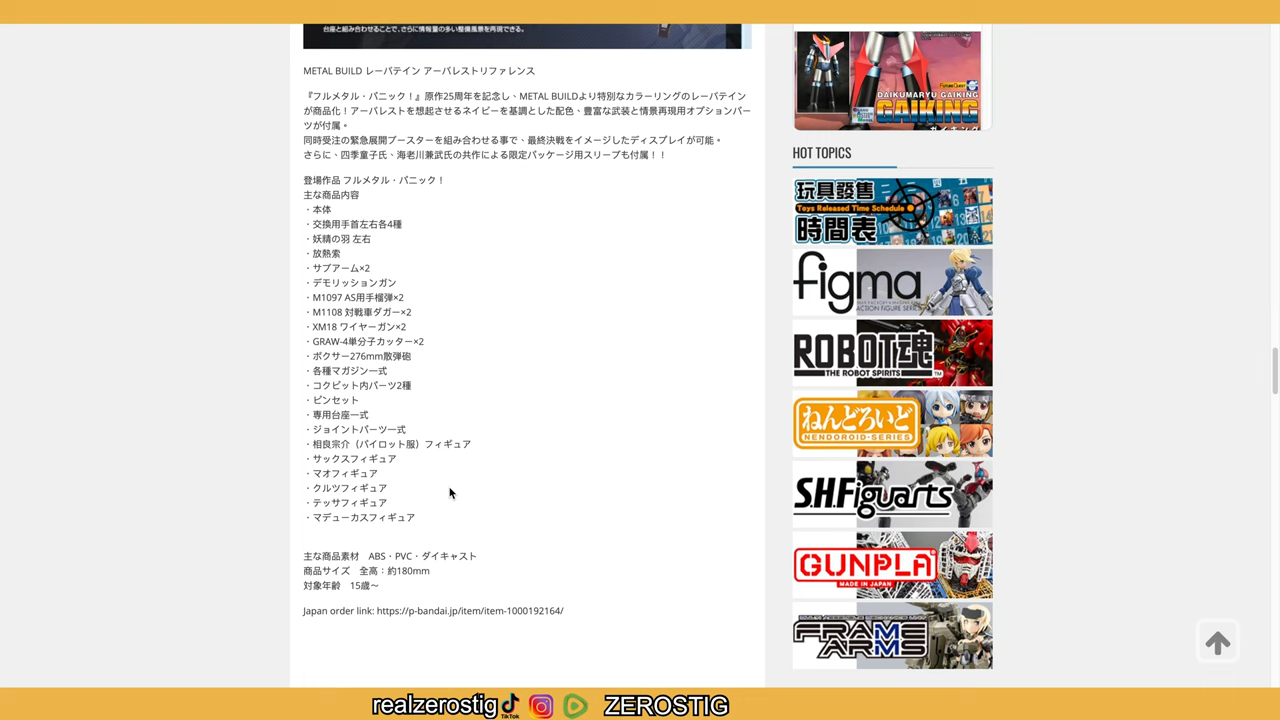 台座と組み合わせることで、さらに情報量の多い整備風景を再現できる。
METAL BUILD レーバテイン アーバレストリファレンス
『フルメタル・パニック！』原作25周年を記念し、METAL BUILDより特別なカラーリングのレーバテイン
が商品化！アーバレストを想起させるネイビーを基調とした配色、豊富な武装と情景再現用オプションパー
ツが付属。
同時受注の緊急展開ブースターを組み合わせる事で、最終決戦をイメージしたディスプレイが可能。
さらに、四季童子氏、海老川兼武氏の共作による限定パッケージ用スリーブも付属！！
登場作品 フルメタル・パニック！
主な商品内容
・本体
・交換用手首左右各4種
・妖精の羽 左右
・放熱索
・サブアーム×2
・デモリッションガン
・M1097 AS用手榴弾×2
・M1108 対戦車ダガー×2
・XM18 ワイヤーガン×2
・GRAW-4単分子カッター×2
・ボクサー276mm散弾砲
・各種マガジン一式
・コクピット内パーツ2種
・ピンセット
・専用台座一式
・ジョイントパーツ一式
・相良宗介（パイロット服）フィギュア
・サックスフィギュア
・マオフィギュア
・クルツフィギュア
・テッサフィギュア
・マデューカスフィギュア
主な商品素材　ABS・PVC・ダイキャスト
商品サイズ　全高：約180mm
対象年齢　15歳～
Japan order link: https://p-bandai.jp/item/item-1000192164/
DAIKUMARYU GAIKING
GAIKING
ガイキング
HOT TOPICS
玩具發售
Toys Released Time Schedule
時間表
figma
ACTION FIGURE SERIES
ROBOT魂
THE ROBOT SPIRITS
ねんどろいど
NENDOROID SERIES
S.H.Figuarts
GUNPLA
MADE IN JAPAN
FRAME
ARMS
realzerostig
TikTok
ZEROSTIG